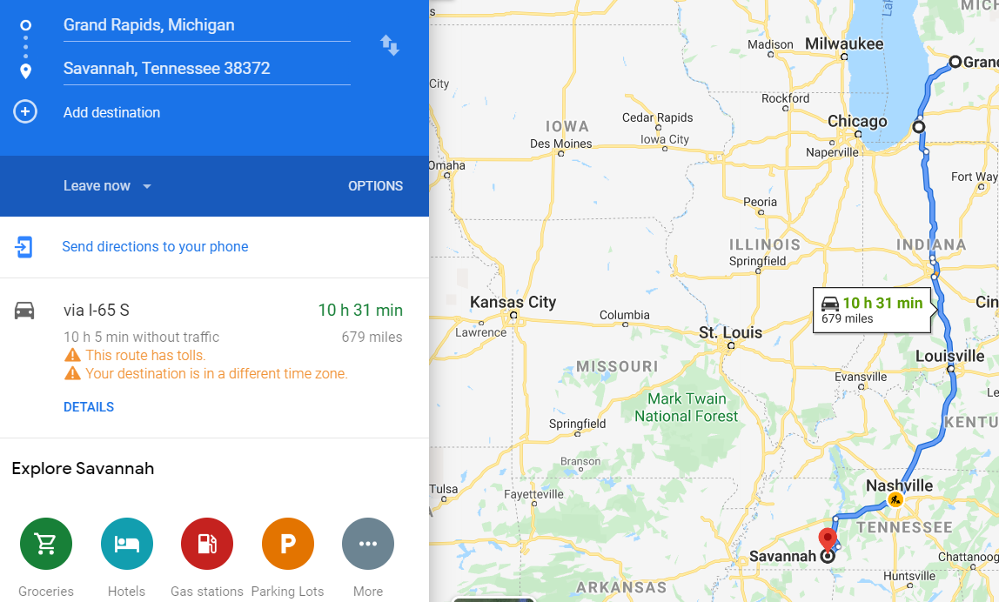 Grand Rapids, Michigan
Savannah, Tennessee 38372
Add destination
Leave now
OPTIONS
Send directions to your phone
via I-65 S
10 h 31 min
10 h 5 min without traffic
679 miles
This route has tolls.
Your destination is in a different time zone.
DETAILS
Explore Savannah
Groceries
Hotels
Gas stations
Parking Lots
More
MICH
Madison
Milwaukee
Grand
City
Rockford
Cedar Rapids
IOWA
Chicago
Des Moines
Iowa City
Naperville
Omaha
Fort Way
Peoria
ILLINOIS
INDIANA
Springfield
Kansas City
10 h 31 min
679 miles
Cin
Columbia
Lawrence
St. Louis
Louisville
MISSOURI
Evansville
Le
Mark Twain
National Forest
Springfield
KENTU
Branson
Nashville
Tulsa
Fayetteville
TENNESSEE
Savannah
Chattanoog
Huntsville
ARKANSAS